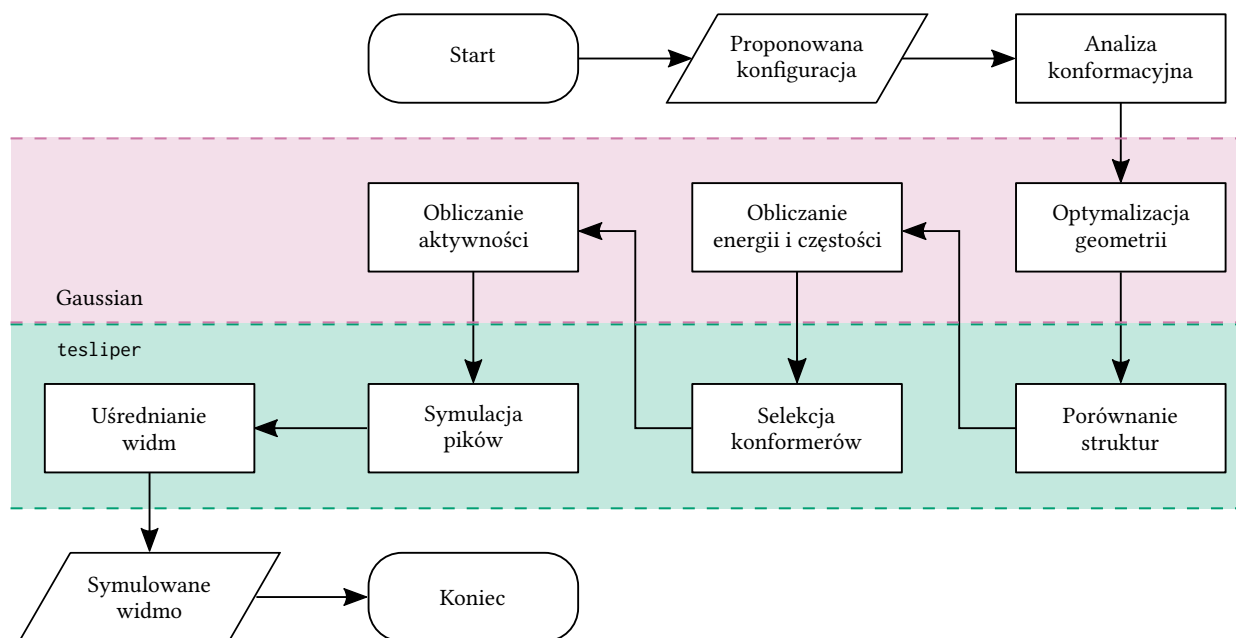 Start
Proponowana
konfiguracja
Analiza
konformacyjna
Obliczanie
aktywności
Obliczanie
energii i częstości
Optymalizacja
geometrii
Gaussian
tesliper
Uśrednianie
widm
Symulacja
pików
Selekcja
konformerów
Porównanie
struktur
Symulowane
widmo
Koniec